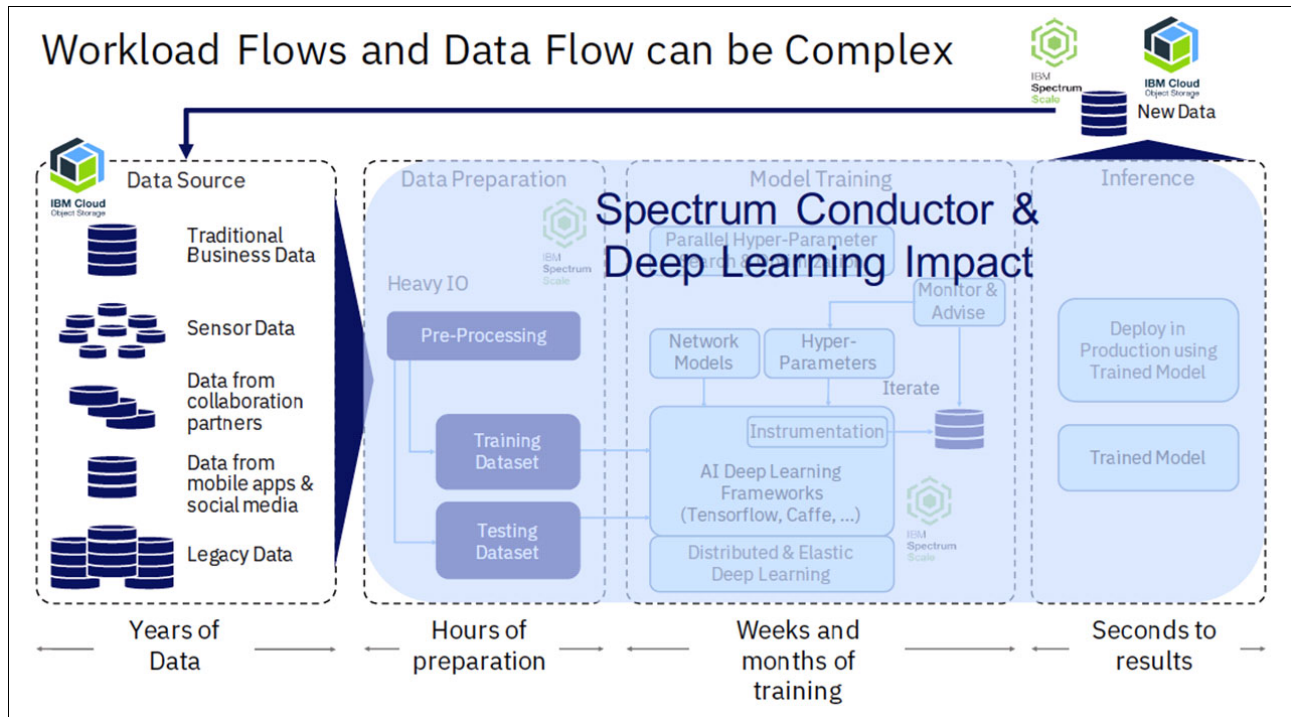 Workload Flows and Data Flow can be Complex
IBM
Spectrum
Scale
IBM Cloud
Object Storage
New Data
IBM Cloud
Object Storage
Data Source
Traditional
Business Data
Sensor Data
Data from
collaboration
partners
Data from
mobile apps &
social media
Legacy Data
Data Preparation
IBM
Spectrum
Scale
Heavy IO
Pre-Processing
Training
Dataset
Testing
Dataset
Model Training
Spectrum Conductor &
Deep Learning Impact
Parallel Hyper-Parameter
Search &
Monitor &
Advise
Network
Models
Hyper-
Parameters
Iterate
Instrumentation
AI Deep Learning
Frameworks
(Tensorflow, Caffe, ...)
IBM
Spectrum
Scale
Distributed & Elastic
Deep Learning
Inference
Deploy in
Production using
Trained Model
Trained Model
Years of
Data
Hours of
preparation
Weeks and
months of
training
Seconds to
results